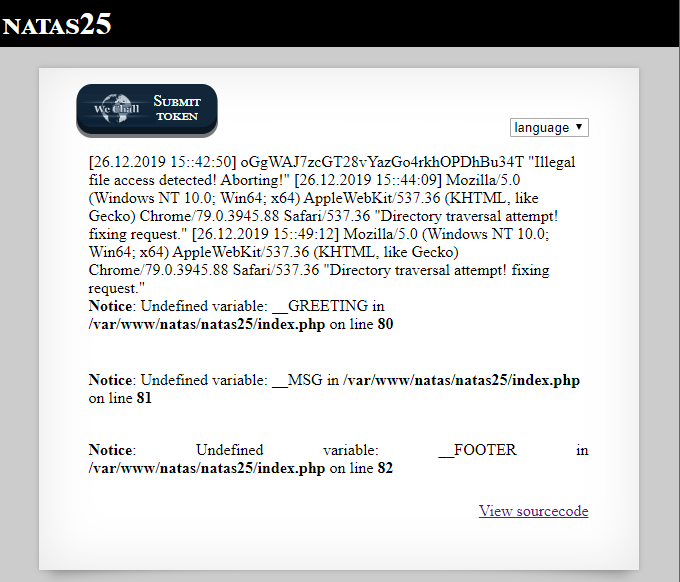 NATAS25
We Chall
SUBMIT
TOKEN
language ▼
[26.12.2019 15::42:50] oGgWAJ7zcGT28vYazGo4rkhOPDhBu34T "Illegal
file access detected! Aborting!" [26.12.2019 15::44:09] Mozilla/5.0
(Windows NT 10.0; Win64; x64) AppleWebKit/537.36 (KHTML, like
Gecko) Chrome/79.0.3945.88 Safari/537.36 "Directory traversal attempt!
fixing request." [26.12.2019 15::49:12] Mozilla/5.0 (Windows NT 10.0;
Win64; x64) AppleWebKit/537.36 (KHTML, like Gecko)
Chrome/79.0.3945.88 Safari/537.36 "Directory traversal attempt! fixing
request."
Notice: Undefined variable: __GREETING in
/var/www/natas/natas25/index.php on line 80
Notice: Undefined variable: __MSG in /var/www/natas/natas25/index.php
on line 81
Notice: Undefined variable: __FOOTER in
/var/www/natas/natas25/index.php on line 82
View sourcecode